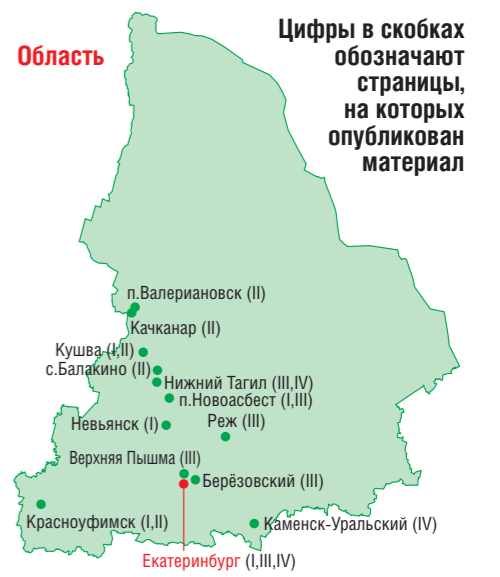 Область
Цифры в скобках
обозначают
страницы,
на которых
опубликован
материал
п.Валериановск (II)
Качканар (II)
Кушва (I,II)
с.Балакино (II)
Нижний Тагил (III,IV)
п.Новоасбест (I,III)
Невьянск (I)
Реж (III)
Верхняя Пышма (III)
Берёзовский (III)
Красноуфимск (I,II)
Каменск-Уральский (IV)
Екатеринбург (I,III,IV)